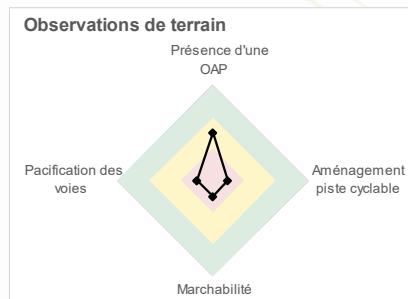 Observations de terrain
Présence d'une
OAP
Pacification des
voies
Aménagement
piste cyclable
Marchabilité